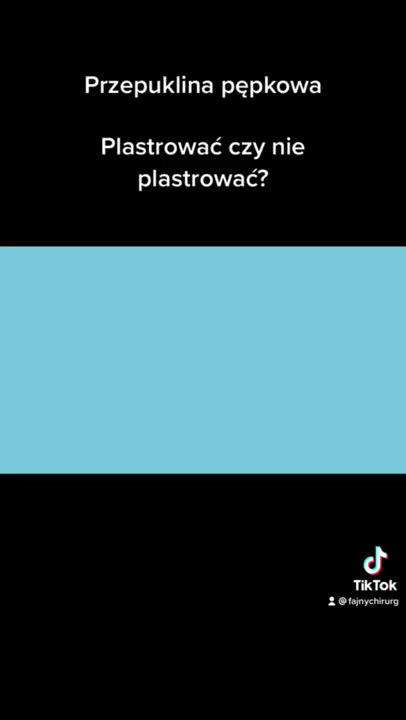 Przepuklina pępkowa
Plastrować czy nie
plastrować?
TikTok
@fajnychirurg